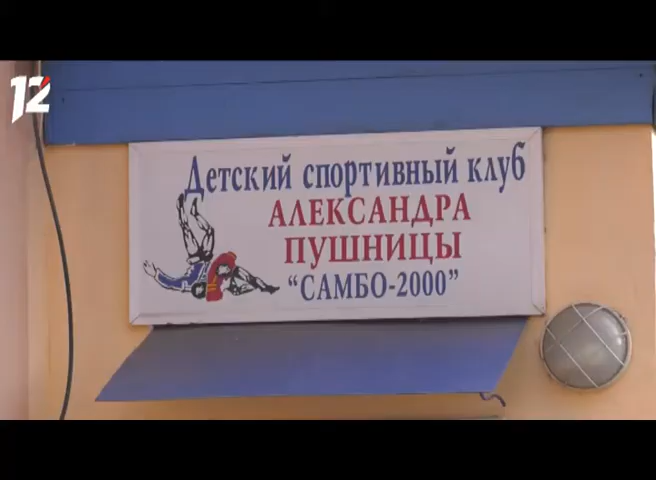 12
Детский спортивный клуб
АЛЕКСАНДРА
ПУШНИЦЫ
“САМБО-2000”